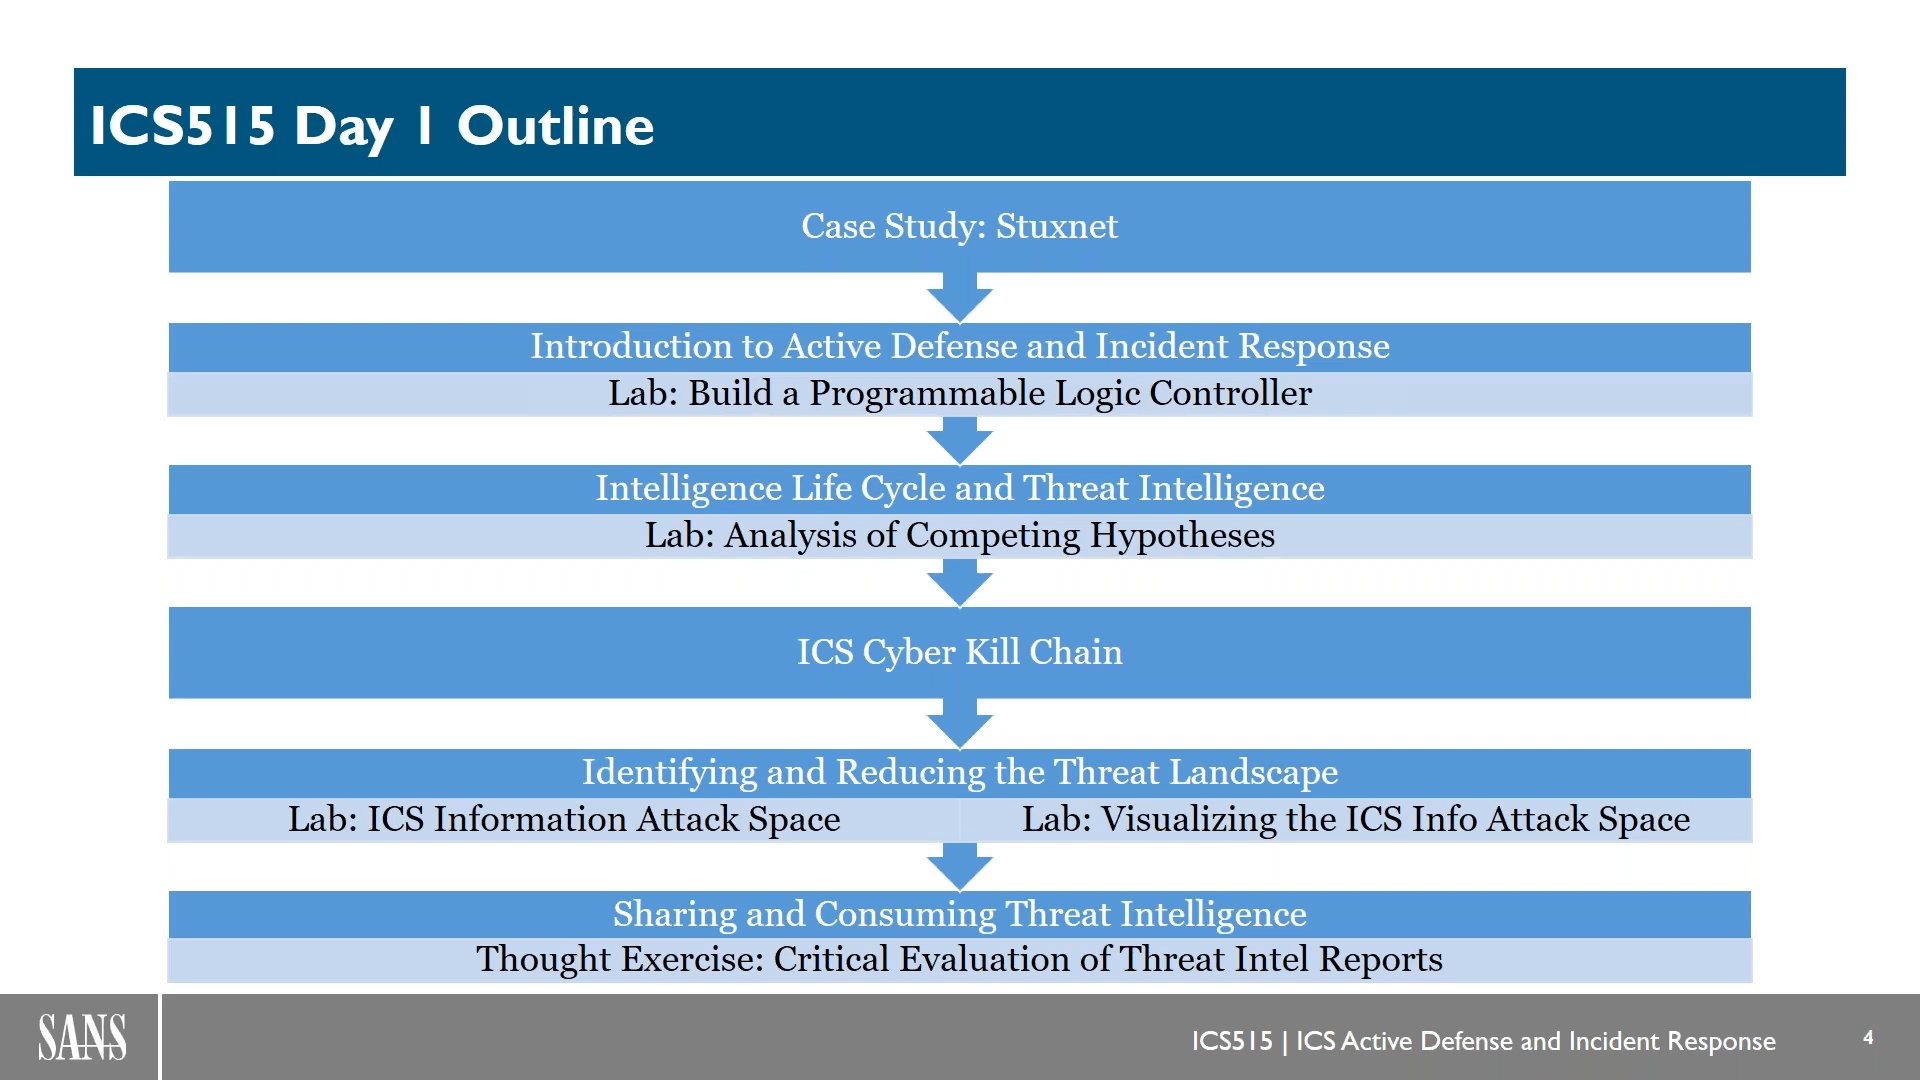 ICS515 Day 1 Outline
Case Study: Stuxnet
Introduction to Active Defense and Incident Response
Lab: Build a Programmable Logic Controller
Intelligence Life Cycle and Threat Intelligence
Lab: Analysis of Competing Hypotheses
ICS Cyber Kill Chain
Identifying and Reducing the Threat Landscape
Lab: ICS Information Attack Space
Lab: Visualizing the ICS Info Attack Space
Sharing and Consuming Threat Intelligence
Thought Exercise: Critical Evaluation of Threat Intel Reports
SANS
ICS515 | ICS Active Defense and Incident Response
4